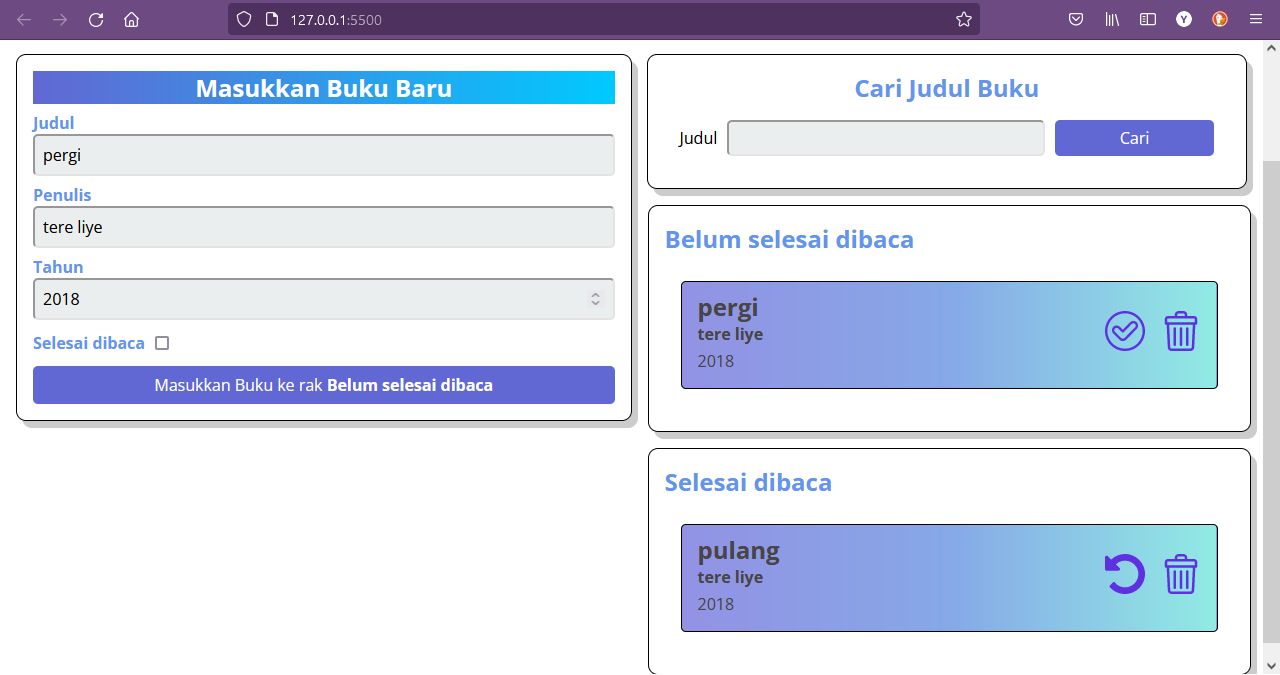 127.0.0.1:5500
Y
Masukkan Buku Baru
Judul
pergi
Penulis
tere liye
Tahun
2018
Selesai dibaca
Masukkan Buku ke rak Belum selesai dibaca
Cari Judul Buku
Judul
Cari
Belum selesai dibaca
pergi
tere liye
2018
Selesai dibaca
pulang
tere liye
2018